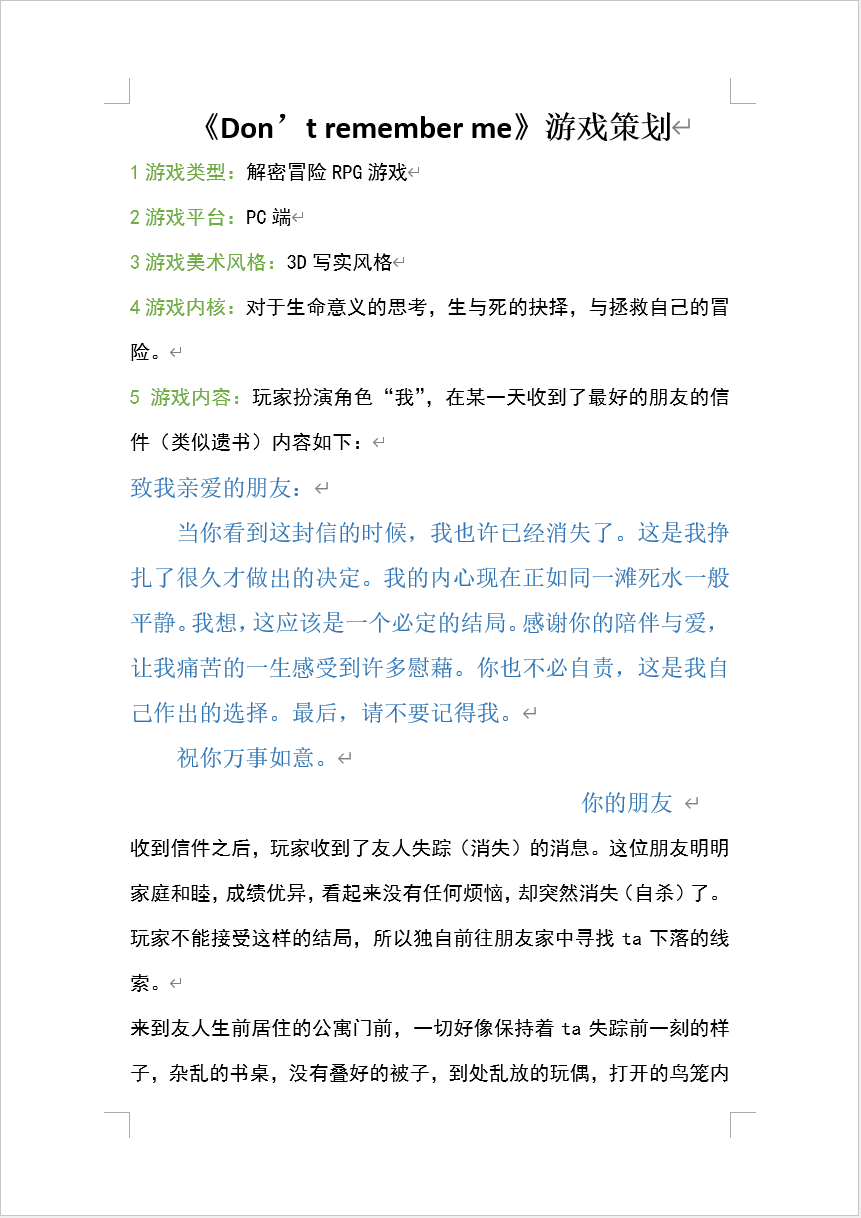 《Don’t remember me》游戏策划
1 游戏类型：解密冒险 RPG 游戏
2 游戏平台：PC 端
3 游戏美术风格：3D 写实风格
4 游戏内核：对于生命意义的思考，生与死的抉择，与拯救自己的冒
险。
5 游戏内容：玩家扮演角色“我”，在某一天收到了最好的朋友的信
件（类似遗书）内容如下：
致我亲爱的朋友：
当你看到这封信的时候，我也许已经消失了。这是我挣
扎了很久才做出的决定。我的内心现在正如同一滩死水一般
平静。我想，这应该是一个必定的结局。感谢你的陪伴与爱，
让我痛苦的一生感受到许多慰藉。你也不必自责，这是我自
己作出的选择。最后，请不要记得我。
祝你万事如意。
你的朋友
收到信件之后，玩家收到了友人失踪（消失）的消息。这位朋友明明
家庭和睦，成绩优异，看起来没有任何烦恼，却突然消失（自杀）了。
玩家不能接受这样的结局，所以独自前往朋友家中寻找 ta 下落的线
索。
来到友人生前居住的公寓门前，一切好像保持着 ta 失踪前一刻的样
子，杂乱的书桌，没有叠好的被子，到处乱放的玩偶，打开的鸟笼内